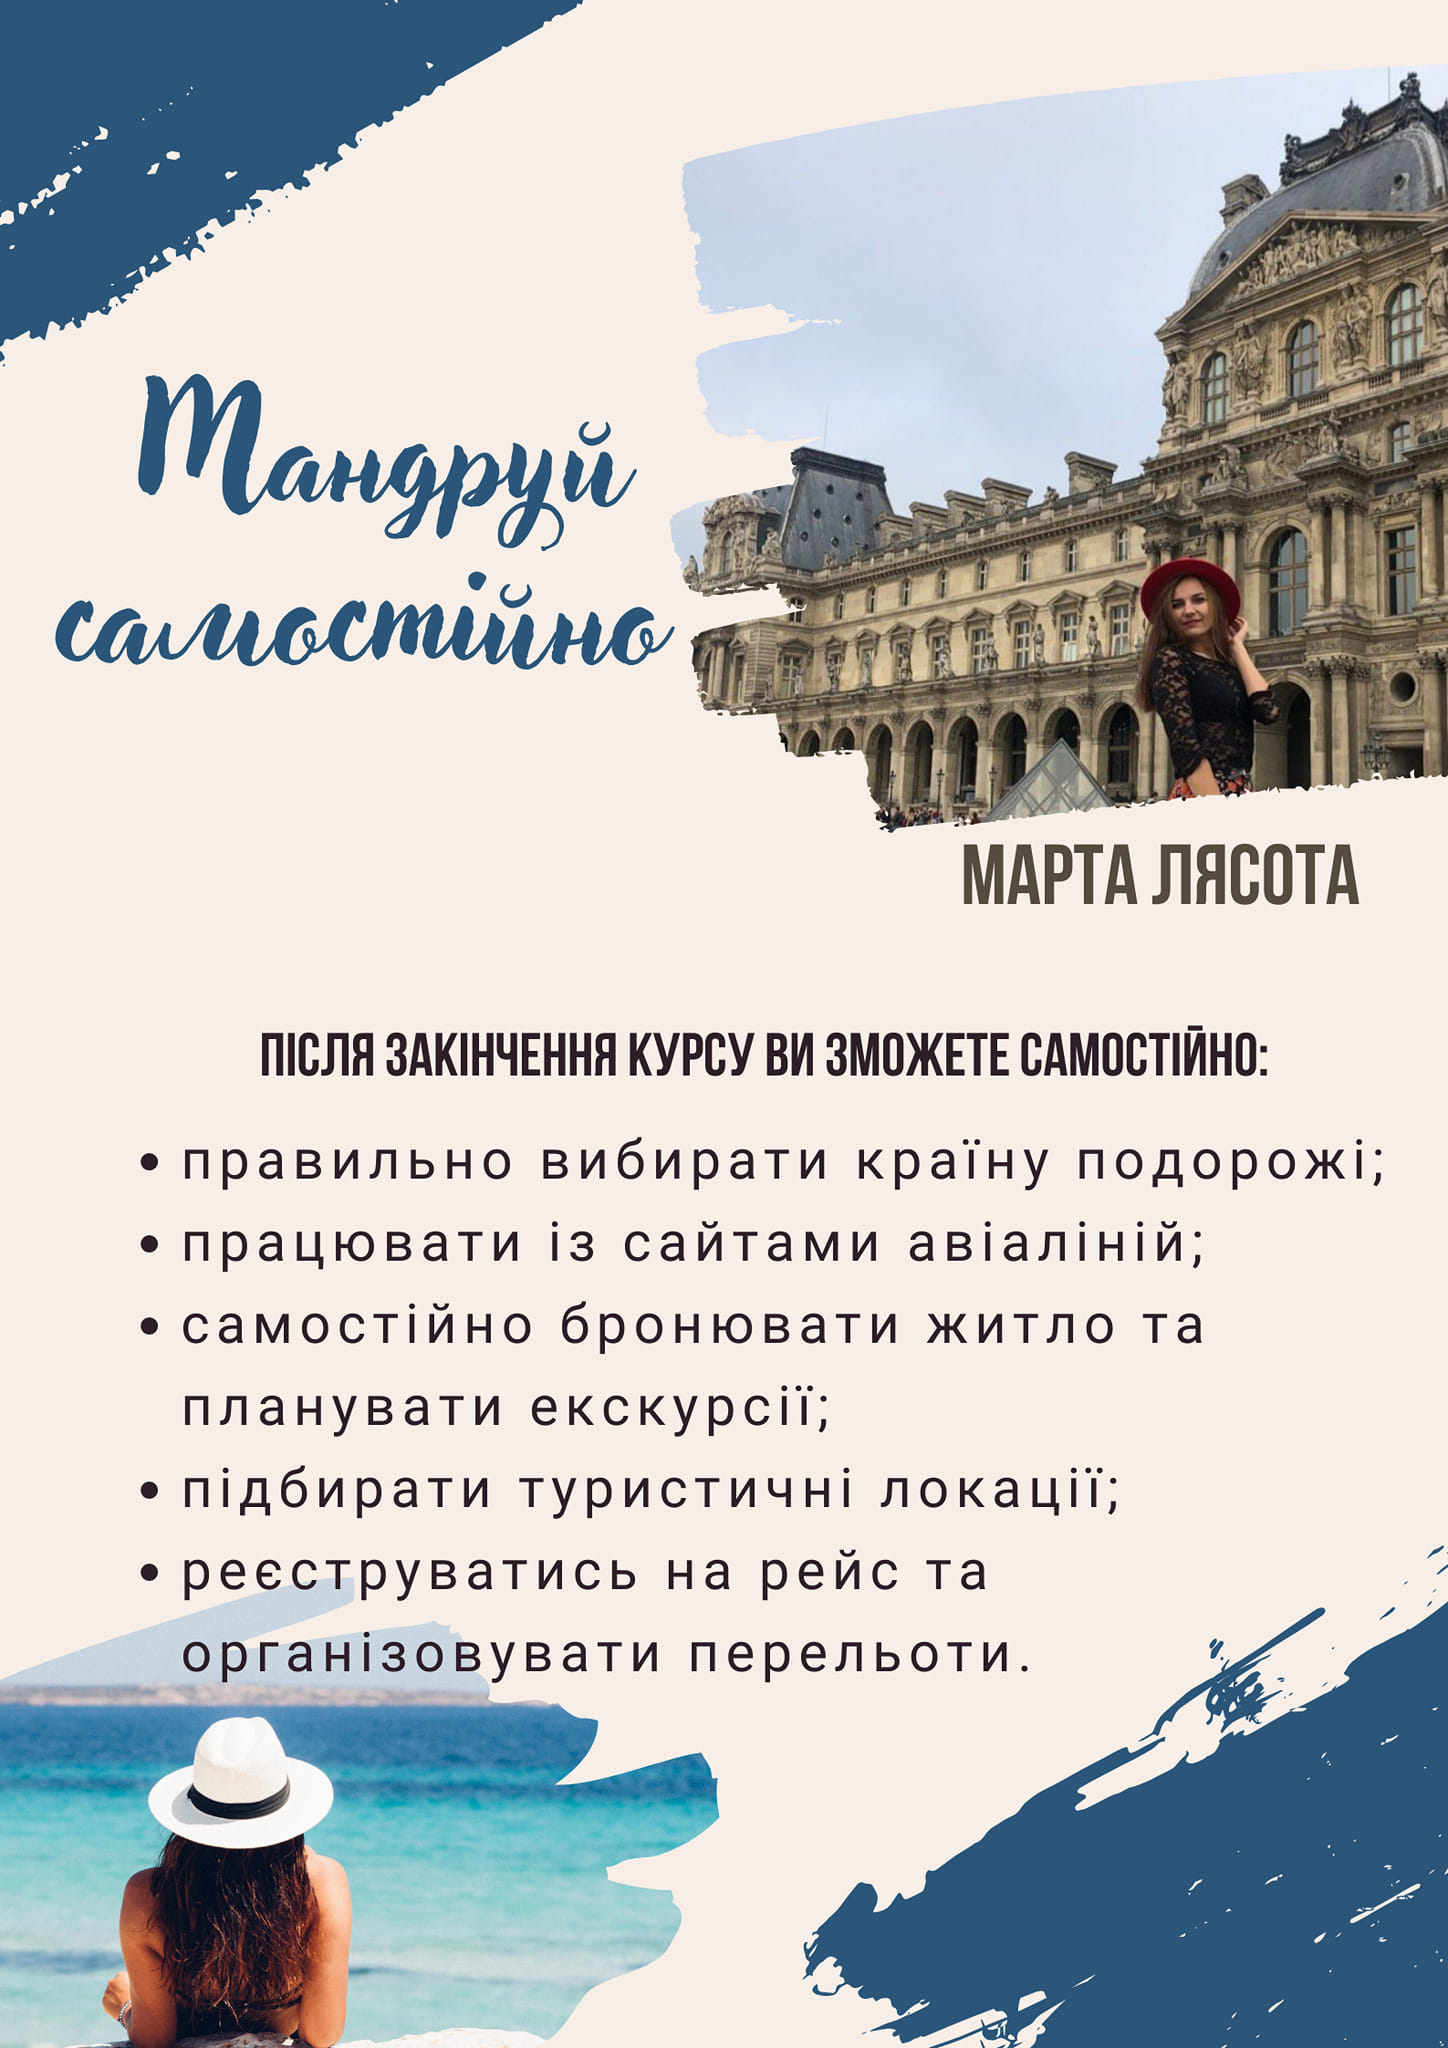 Мандруй
самостійно
МАРТА ЛЯСОТА
ПІСЛЯ ЗАКІНЧЕННЯ КУРСУ ВИ ЗМОЖЕТЕ САМОСТІЙНО:
• правильно вибирати країну подорожі;
• працювати із сайтами авіаліній;
• самостійно бронювати житло та
планувати екскурсії;
• підбирати туристичні локації;
• реєструватись на рейс та
організовувати перельоти.